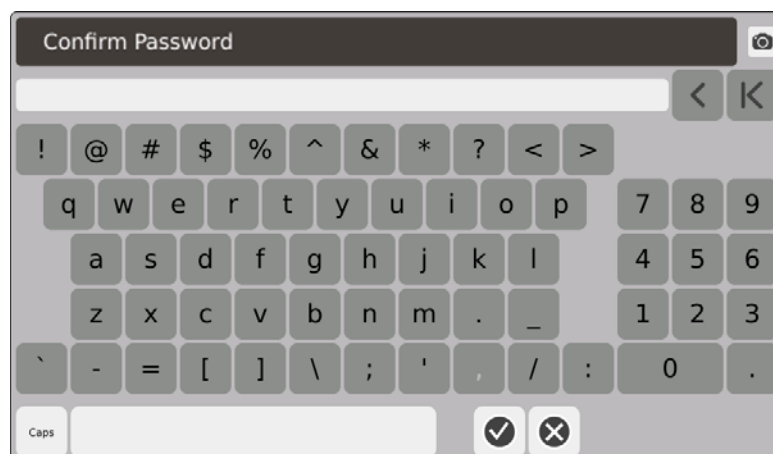 Confirm Password
! @ # $ % ^ & * ? < >
q w e r t y u i o p 7 8 9
a s d f g h j k l 4 5 6
z x c v b n m . _ 1 2 3
` - = [ ] \ ; ' , / : 0 .
Caps